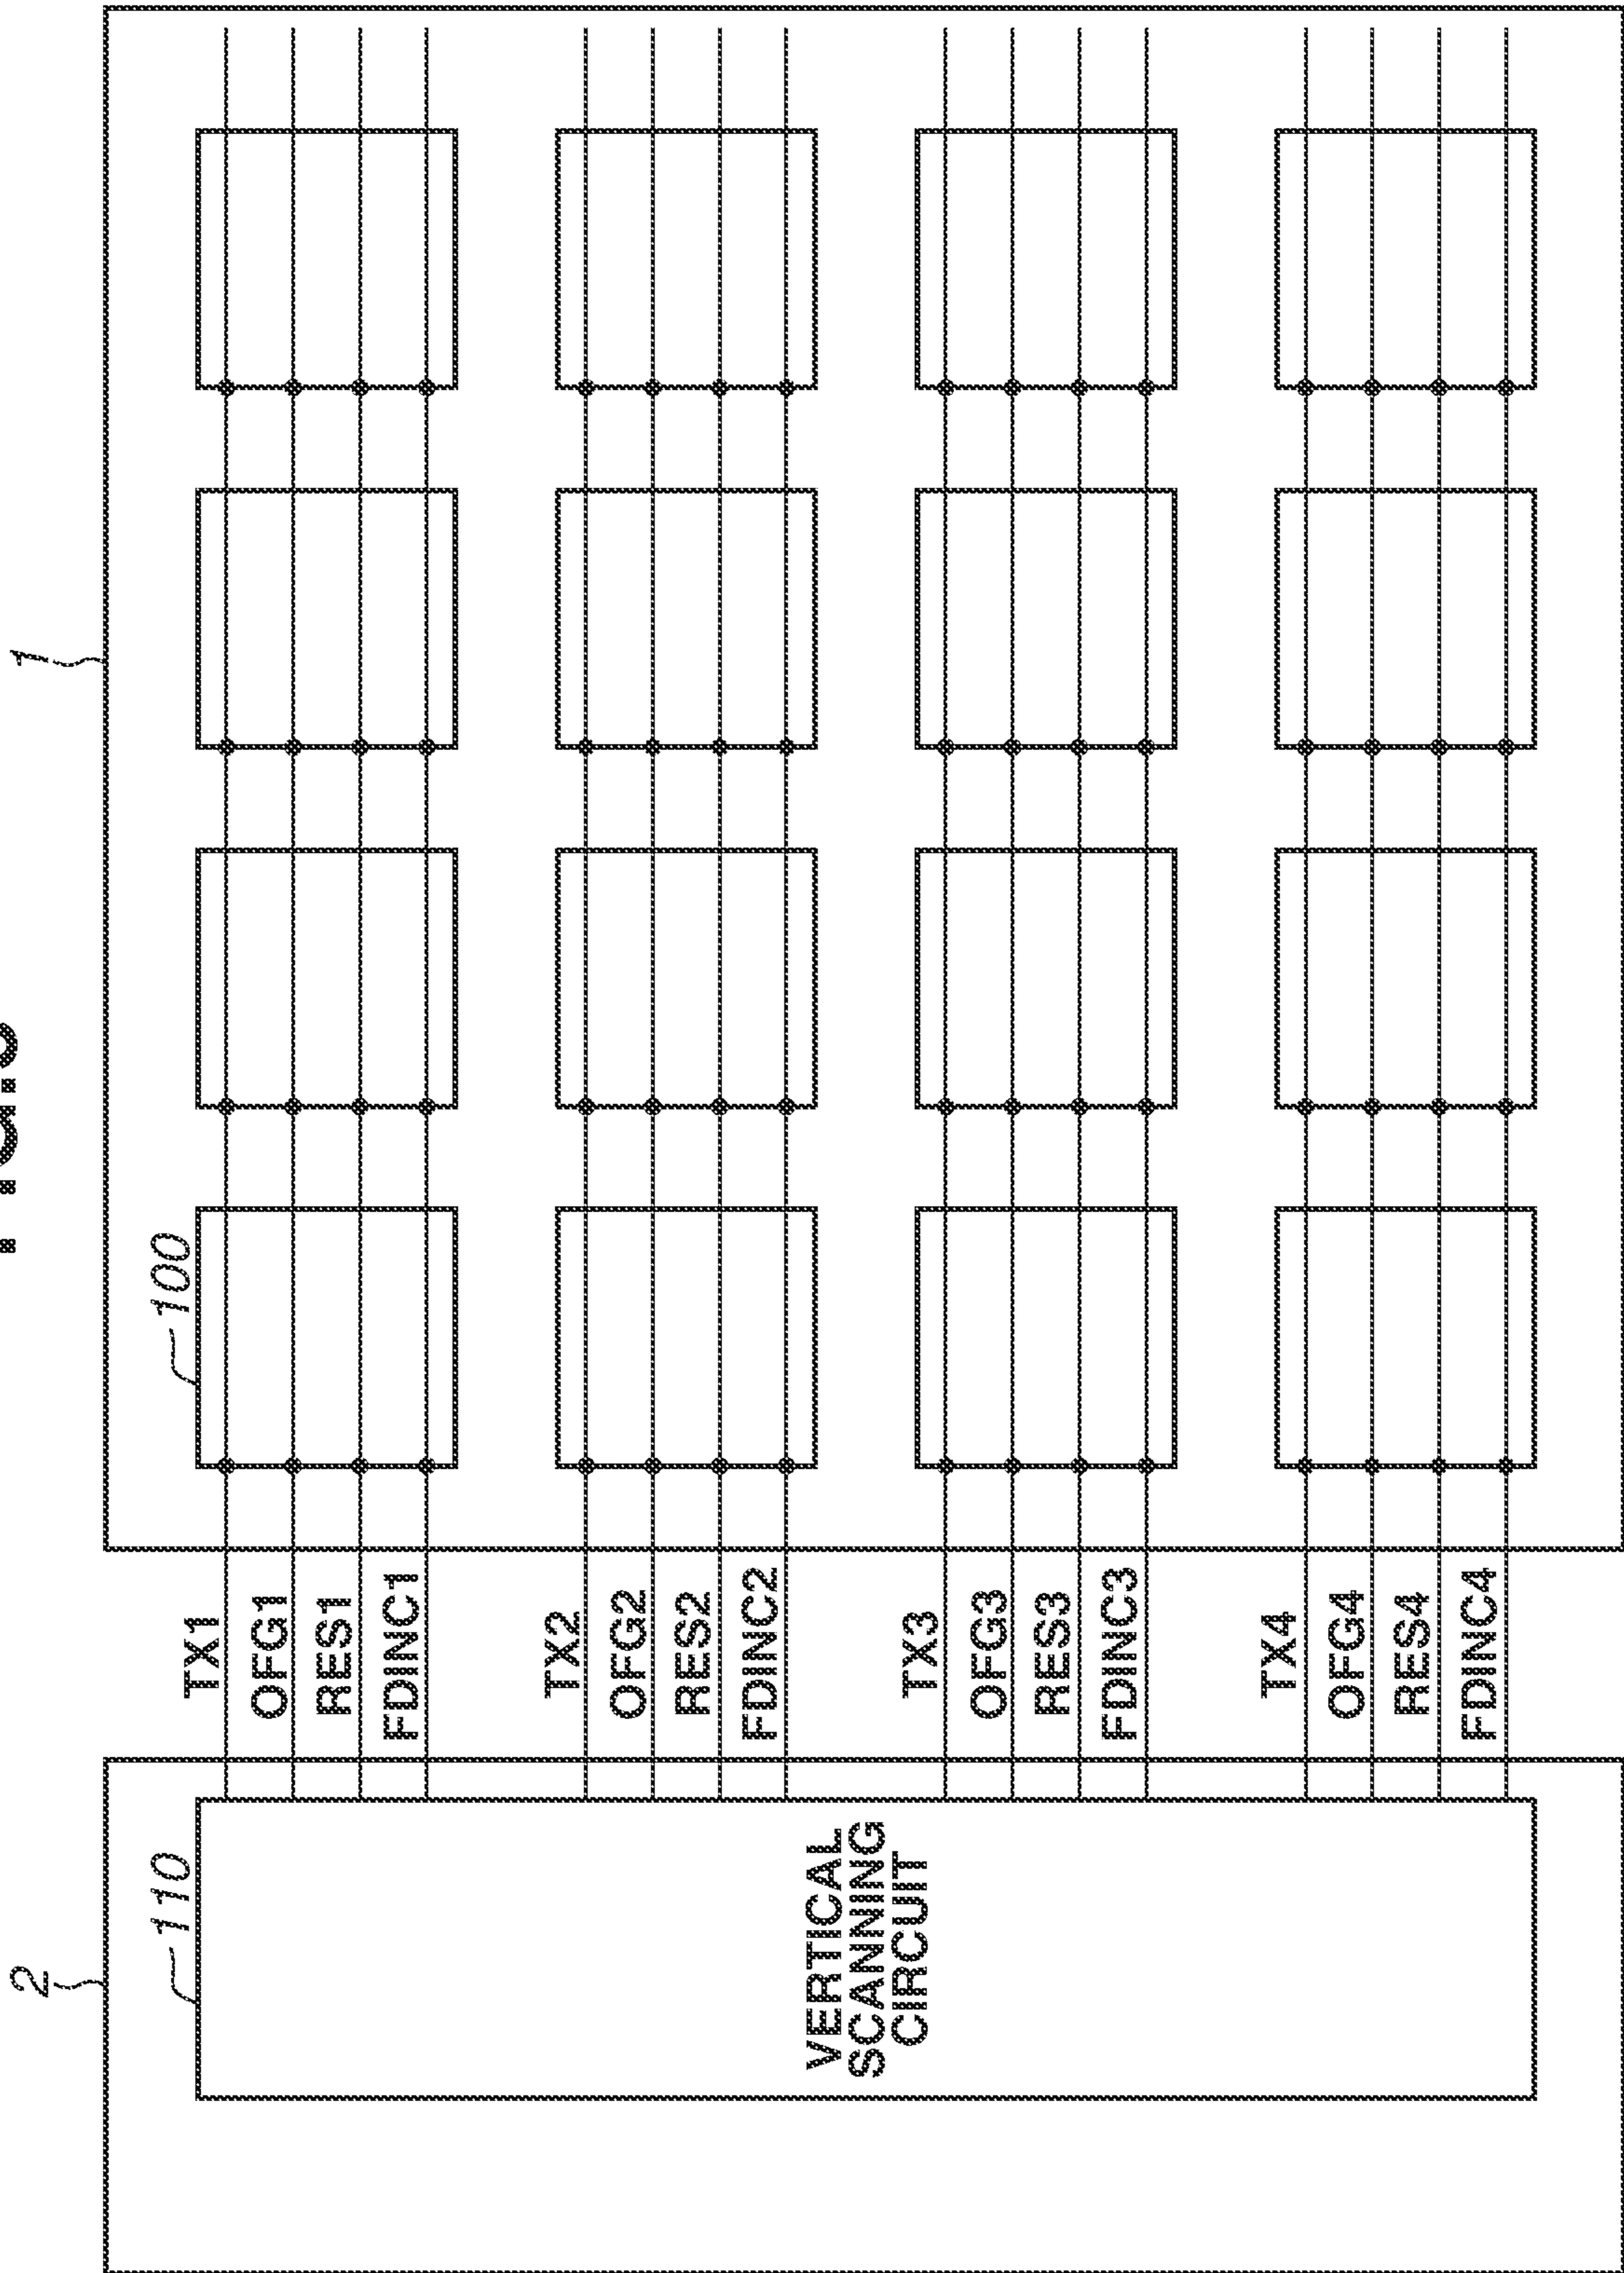 2
1
110
100
TX1
OFG1
RES1
FDINC1
TX2
OFG2
RES2
FDINC2
TX3
OFG3
RES3
FDINC3
TX4
OFG4
RES4
FDINC4
VERTICAL
SCANNING
CIRCUIT